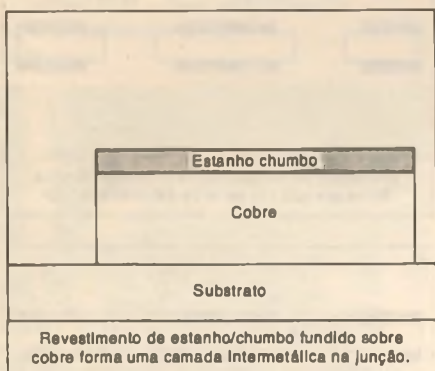 Estanho chumbo
Cobre
Substrato
Revestimento de estanho/chumbo fundido sobre
cobre forma uma camada intermetálica na junção.